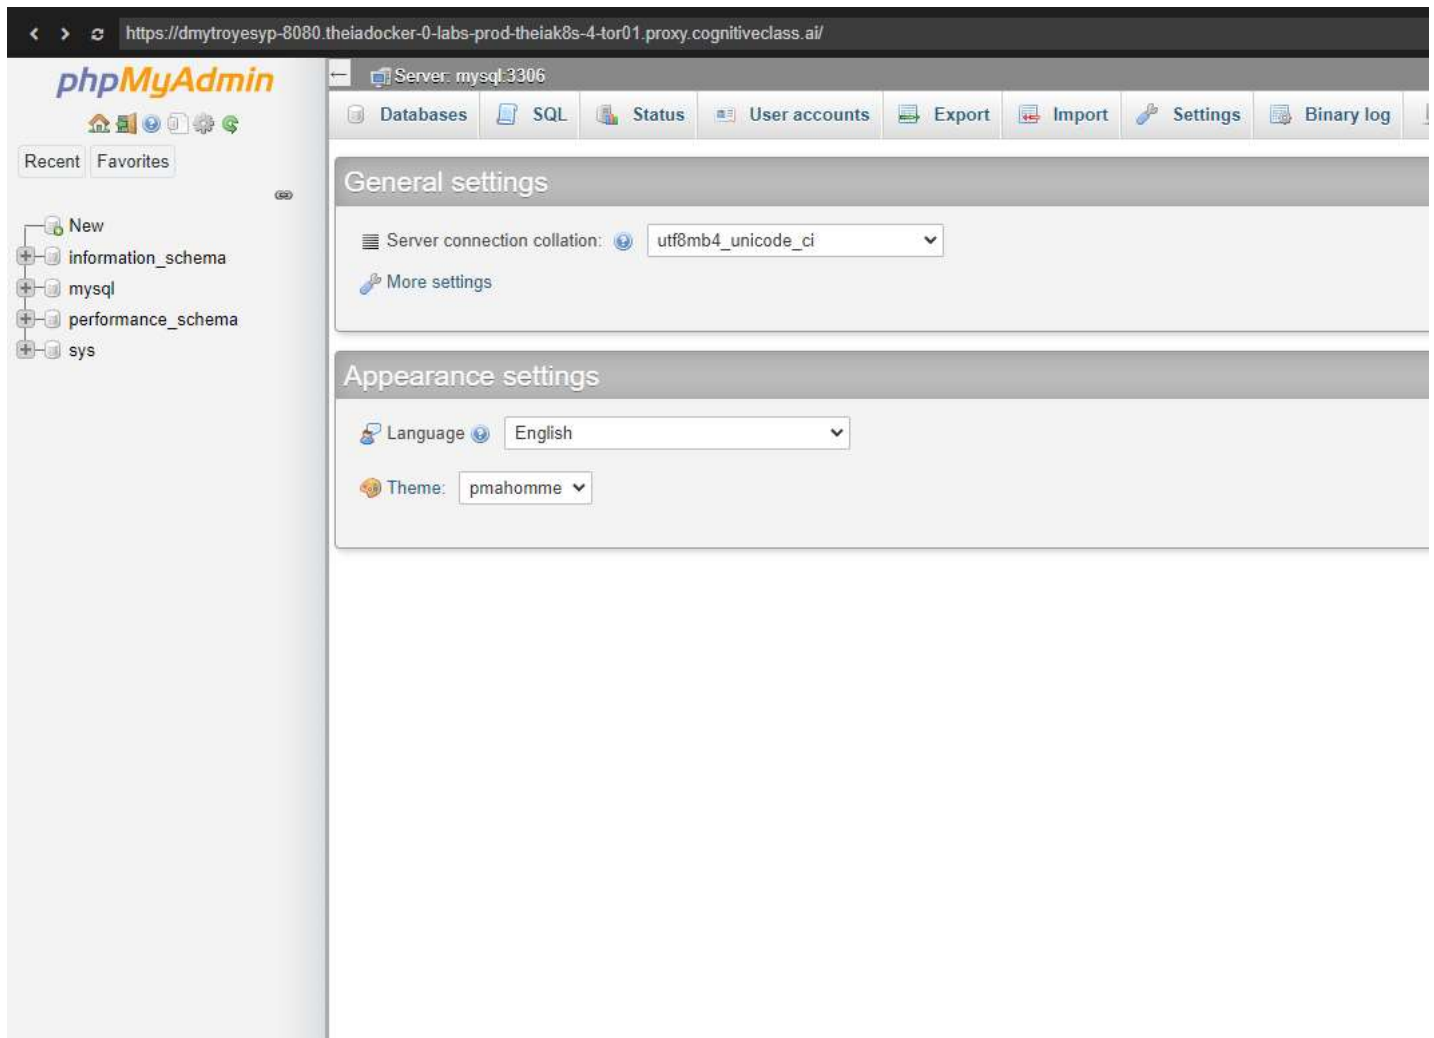 https://dmytroyesyp-8080.theiadocker-0-labs-prod-theiak8s-4-tor01.proxy.cognitiveclass.ai/
phpMyAdmin
Recent Favorites
New
information_schema
mysql
performance_schema
sys
Server: mysql:3306
Databases SQL Status User accounts Export Import Settings Binary log
General settings
Server connection collation: utf8mb4_unicode_ci
More settings
Appearance settings
Language English
Theme: pmahomme